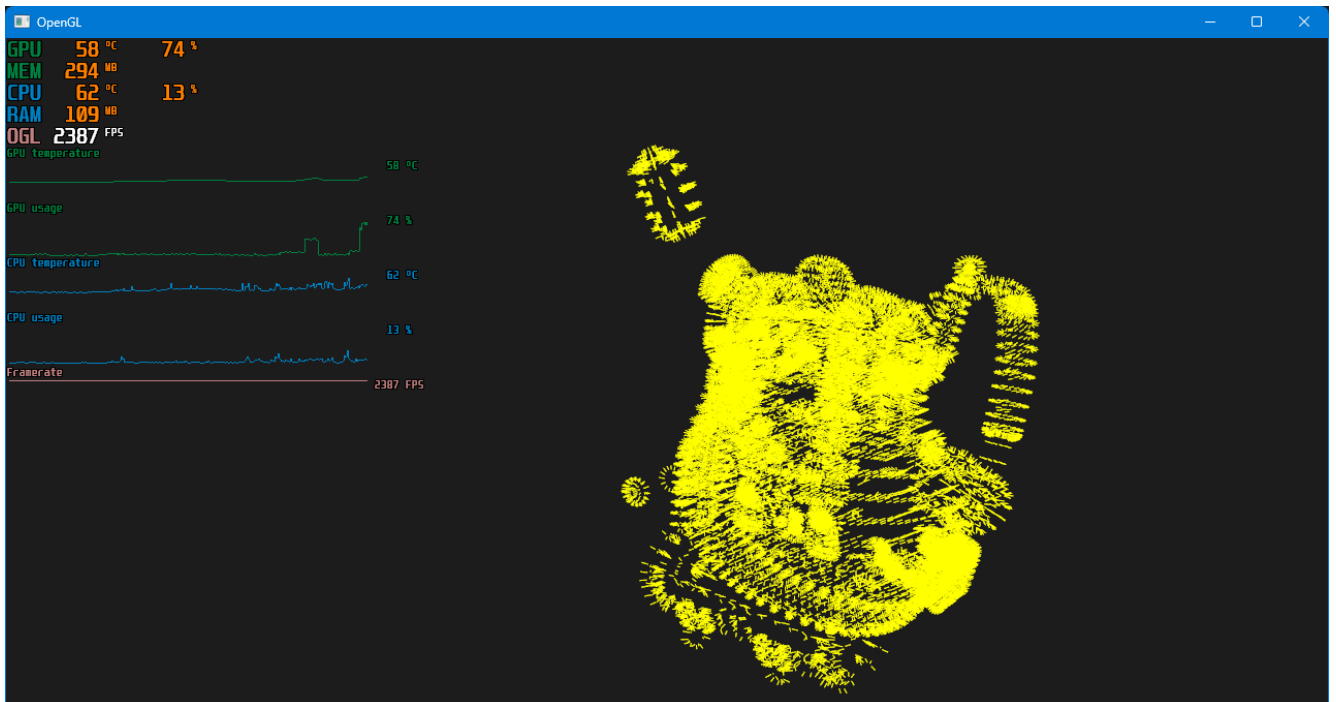 OpenGL
GPU 58 °C 74 %
MEM 294 MB
CPU 62 °C 13 %
RAM 109 MB
OGL 2387 FPS
GPU temperature
58 °C
GPU usage
74 %
CPU temperature
62 °C
CPU usage
13 %
Framerate
2387 FPS